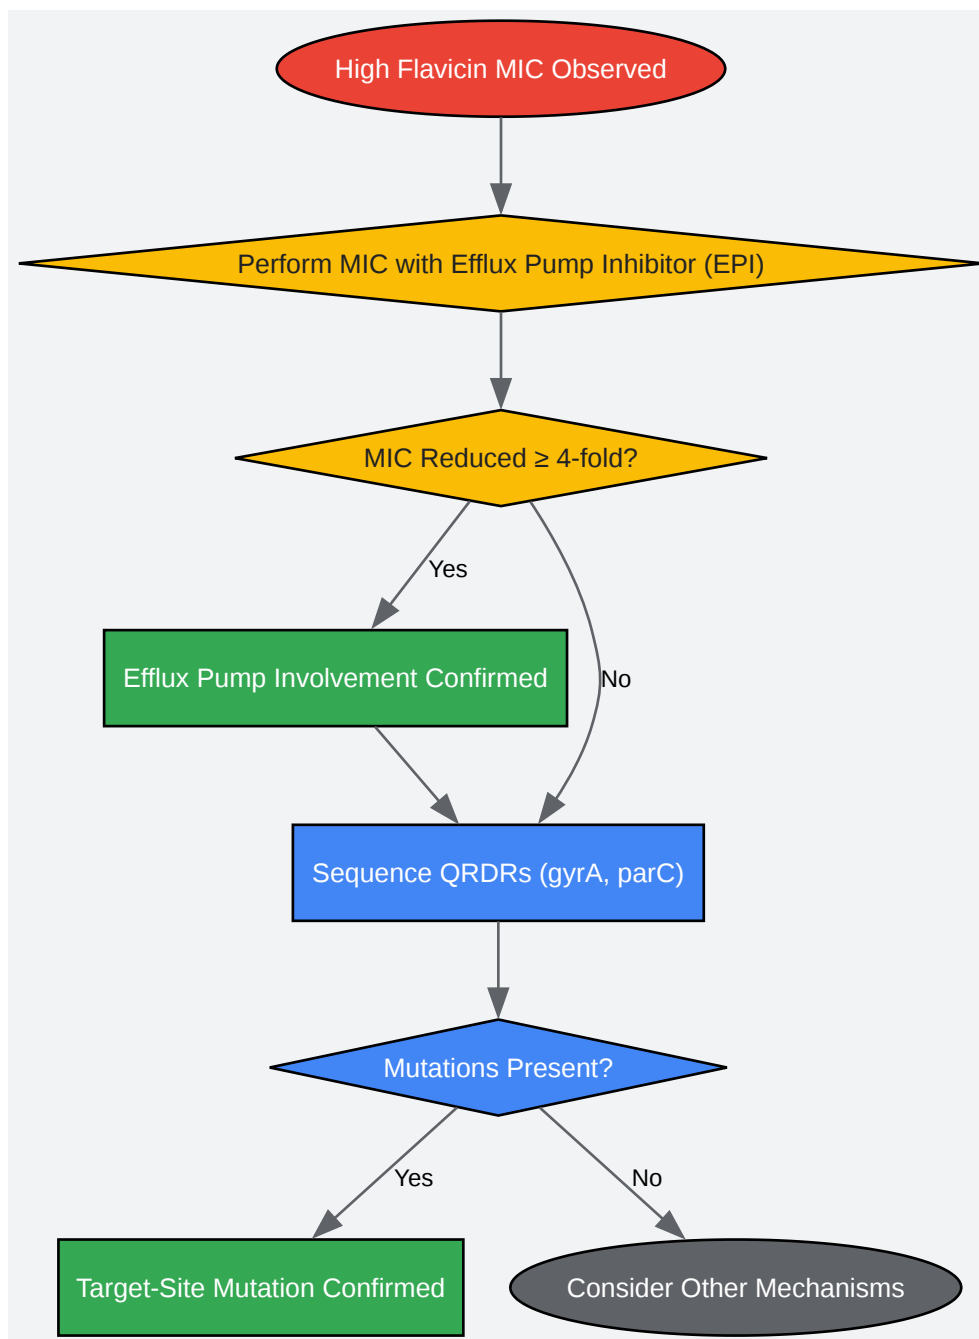 High Flavicin MIC Observed
Perform MIC with Efflux Pump Inhibitor (EPI)
MIC Reduced ≥ 4-fold?
Yes
Efflux Pump Involvement Confirmed
No
Sequence QRDRs (gyrA, parC)
Mutations Present?
Yes
No
Target-Site Mutation Confirmed
Consider Other Mechanisms